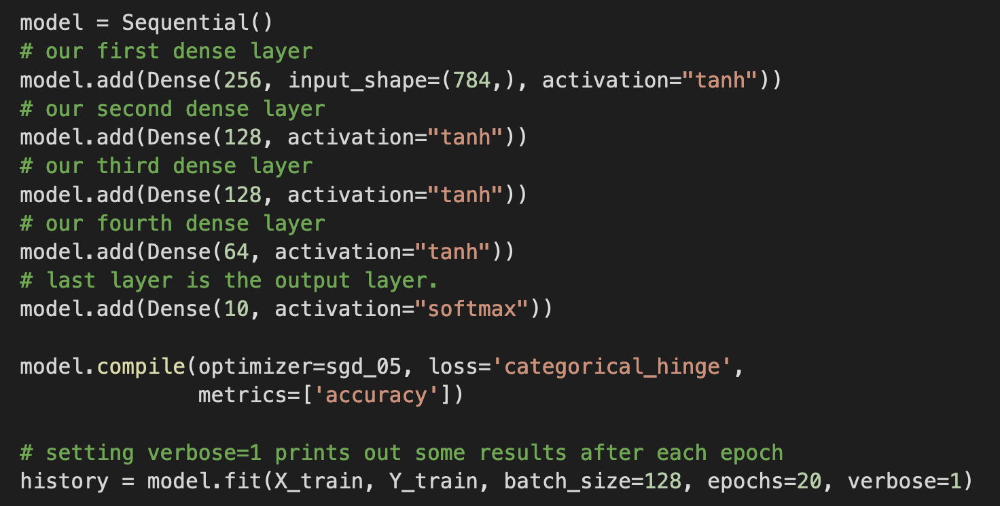 model = Sequential()
# our first dense layer
model.add(Dense(256, input_shape=(784,), activation="tanh"))
# our second dense layer
model.add(Dense(128, activation="tanh"))
# our third dense layer
model.add(Dense(128, activation="tanh"))
# our fourth dense layer
model.add(Dense(64, activation="tanh"))
# last layer is the output layer.
model.add(Dense(10, activation="softmax"))

model.compile(optimizer=sgd_05, loss='categorical_hinge',
              metrics=['accuracy'])

# setting verbose=1 prints out some results after each epoch
history = model.fit(X_train, Y_train, batch_size=128, epochs=20, verbose=1)